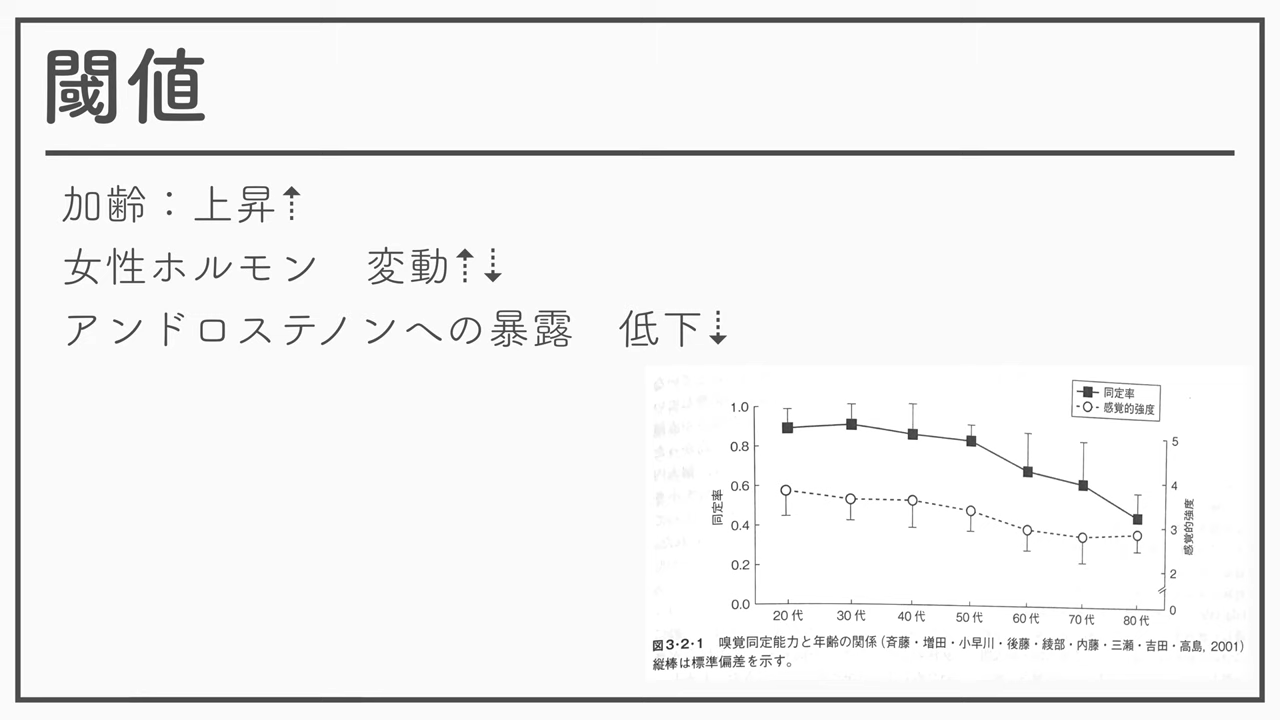 閾値
加齢：上昇⇡
女性ホルモン　変動⇡⇣
アンドロステノンへの暴露　低下⇣
同定率
感覚的強度
1.0
0.8
0.6
0.4
0.2
0.0
同定率
5
4
3
2
0
感覚的強度
20代 30代 40代 50代 60代 70代 80代
図3・2・1　嗅覚同定能力と年齢の関係（斉藤・増田・小早川・後藤・綾部・内藤・三瀬・吉田・高島, 2001）
縦棒は標準偏差を示す。